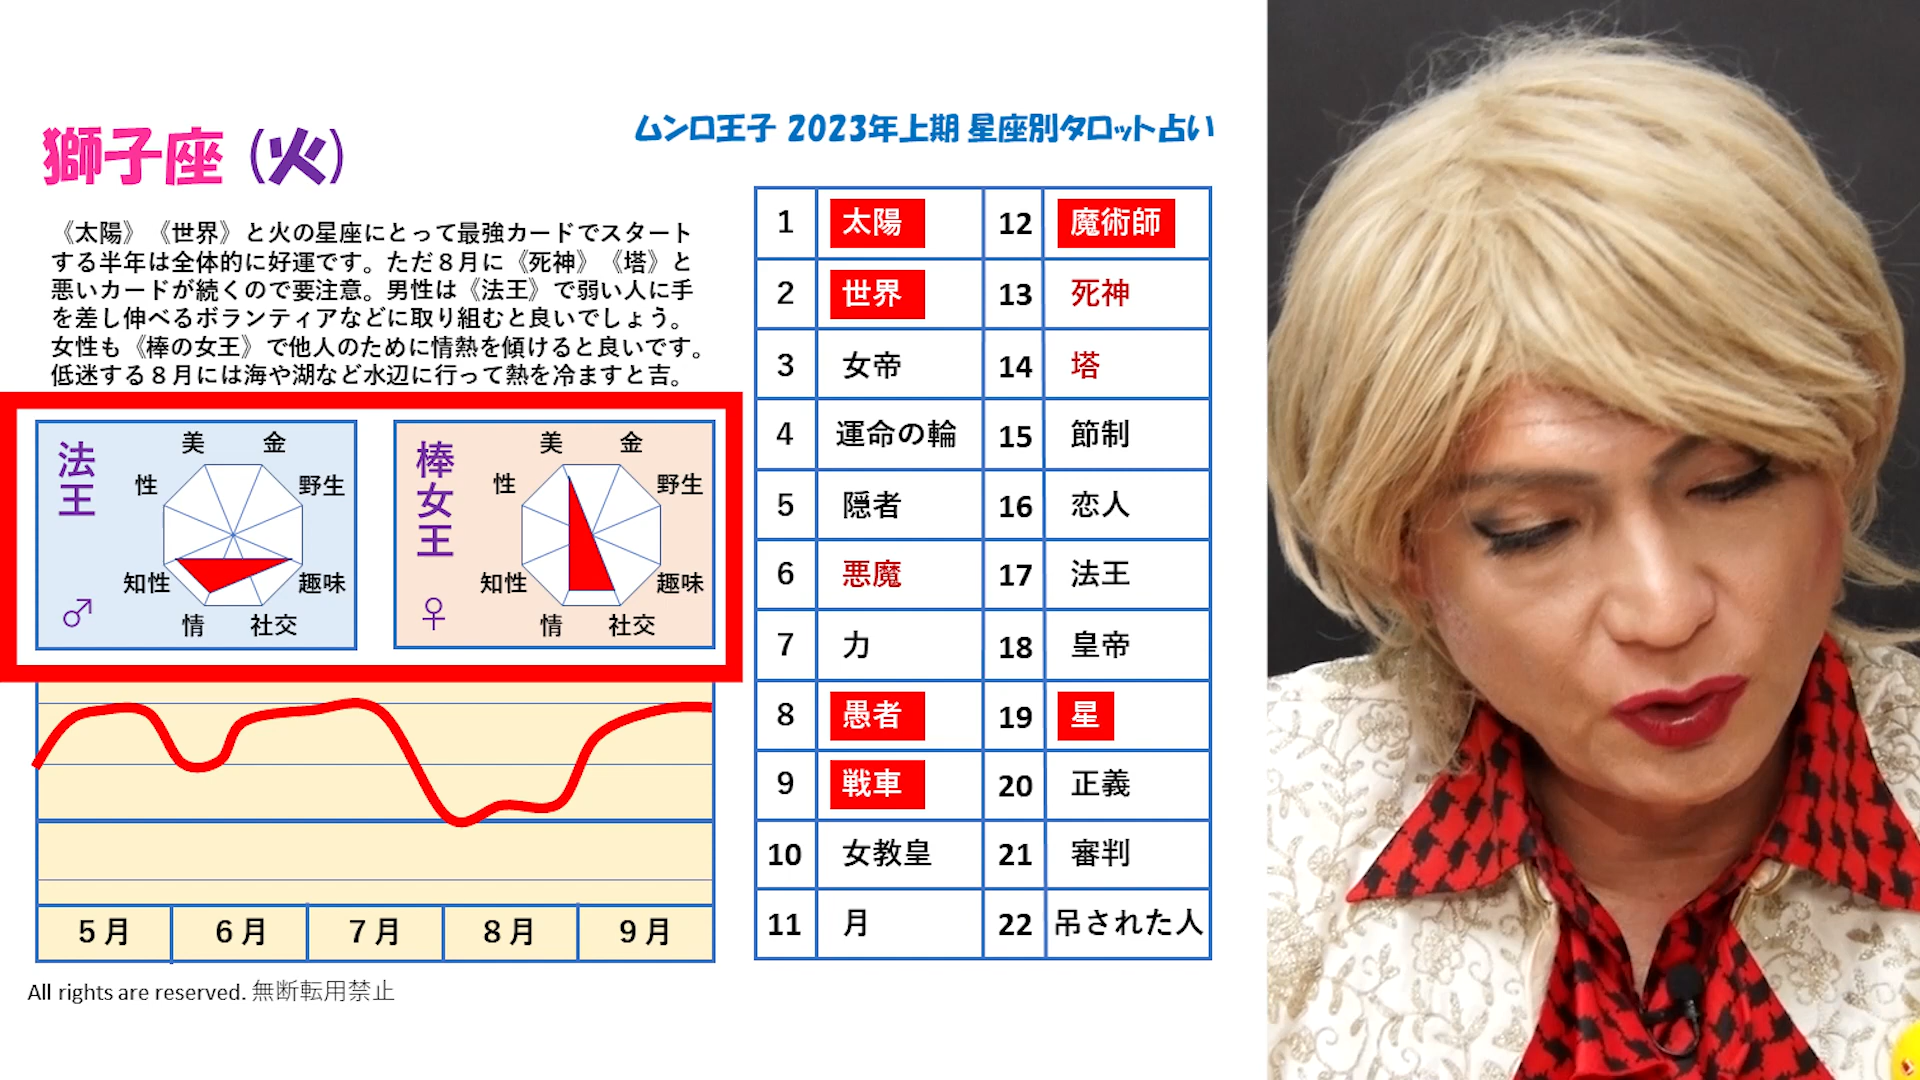 獅子座 (火)
ムンロ王子 2023年上期 星座別タロット占い
《太陽》《世界》と火の星座にとって最強カードでスタート
する半年は全体的に好運です。ただ８月に《死神》《塔》と
悪いカードが続くので要注意。男性は《法王》で弱い人に手
を差し伸べるボランティアなどに取り組むと良いでしょう。
女性も《棒の女王》で他人のために情熱を傾けると良いです。
低迷する８月には海や湖など水辺に行って熱を冷ますと吉。
法王
♂
美
金
性
野生
知性
趣味
情
社交
棒女王
♀
美
金
性
野生
知性
趣味
情
社交
５月
６月
７月
８月
９月
1 太陽 12 魔術師
2 世界 13 死神
3 女帝 14 塔
4 運命の輪 15 節制
5 隠者 16 恋人
6 悪魔 17 法王
7 力 18 皇帝
8 愚者 19 星
9 戦車 20 正義
10 女教皇 21 審判
11 月 22 吊された人
All rights are reserved. 無断転用禁止